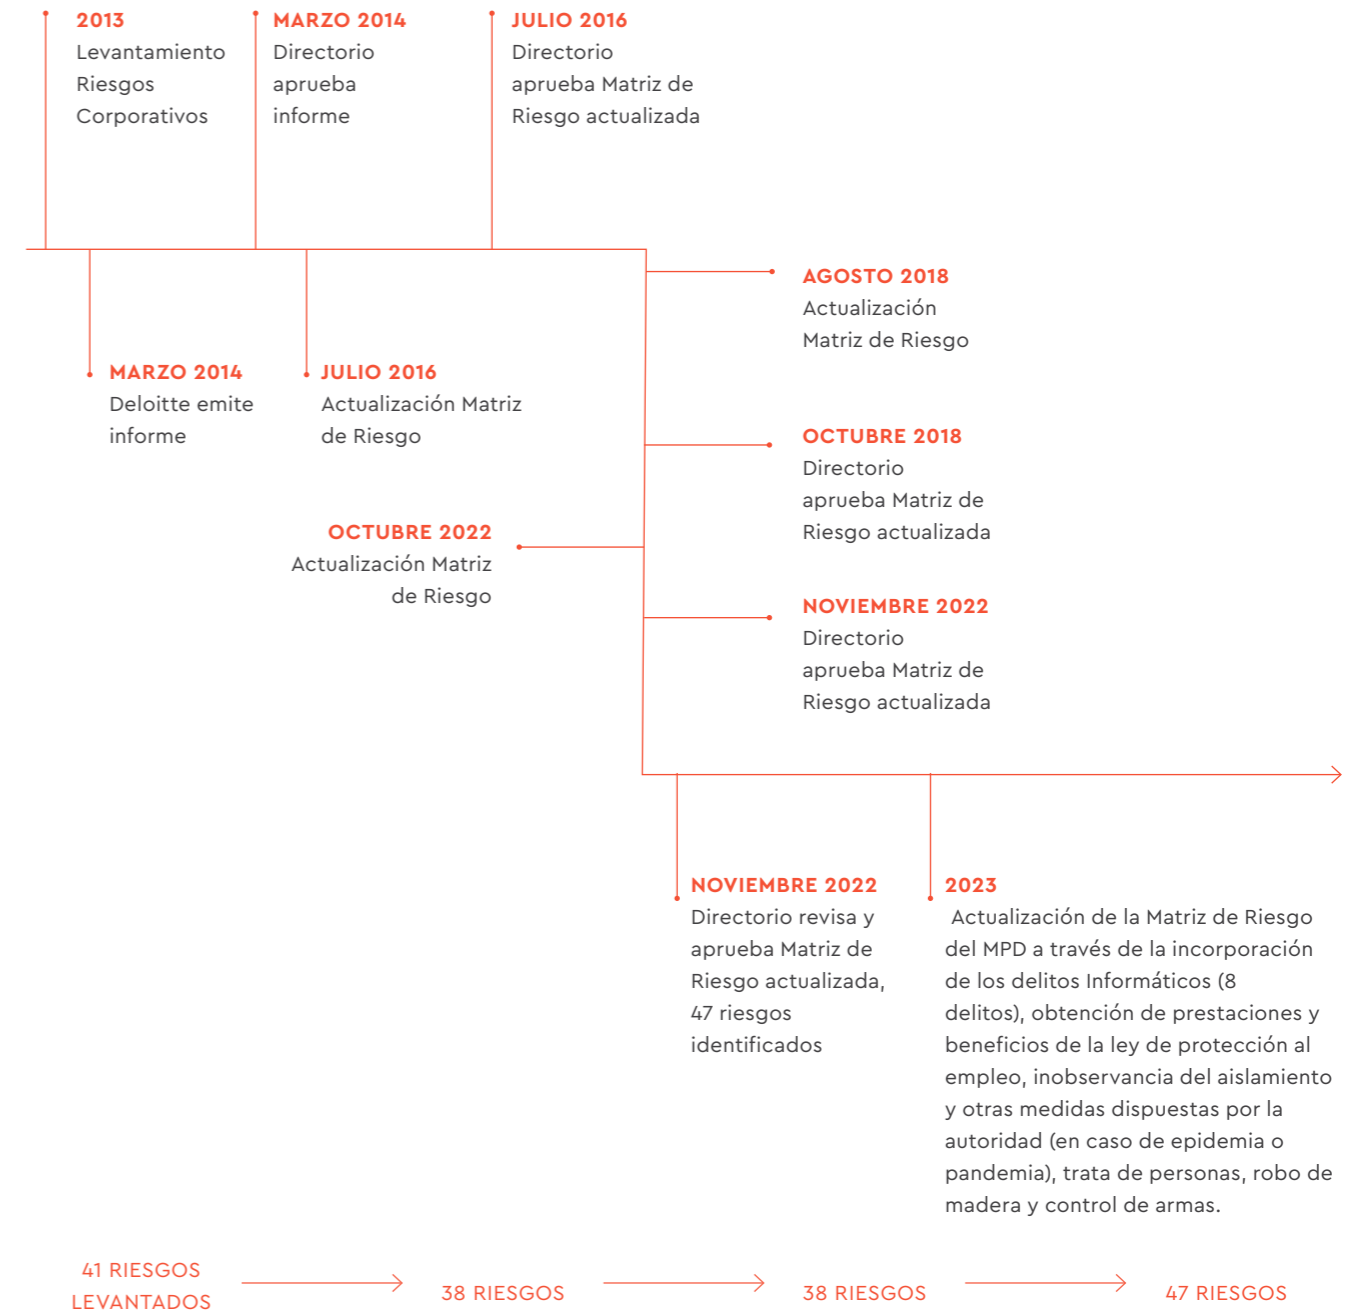 2013
Levantamiento
Riesgos
Corporativos
MARZO 2014
Directorio
aprueba
informe
JULIO 2016
Directorio
aprueba Matriz de
Riesgo actualizada
MARZO 2014
Deloitte emite
informe
JULIO 2016
Actualización Matriz
de Riesgo
AGOSTO 2018
Actualización
Matriz de Riesgo
OCTUBRE 2018
Directorio
aprueba Matriz de
Riesgo actualizada
OCTUBRE 2022
Actualización Matriz
de Riesgo
NOVIEMBRE 2022
Directorio
aprueba Matriz de
Riesgo actualizada
NOVIEMBRE 2022
Directorio revisa y
aprueba Matriz de
Riesgo actualizada,
47 riesgos
identificados
2023
Actualización de la Matriz de Riesgo
del MPD a través de la incorporación
de los delitos Informáticos (8
delitos), obtención de prestaciones y
beneficios de la ley de protección al
empleo, inobservancia del aislamiento
y otras medidas dispuestas por la
autoridad (en caso de epidemia o
pandemia), trata de personas, robo de
madera y control de armas.
41 RIESGOS
LEVANTADOS
38 RIESGOS
38 RIESGOS
47 RIESGOS